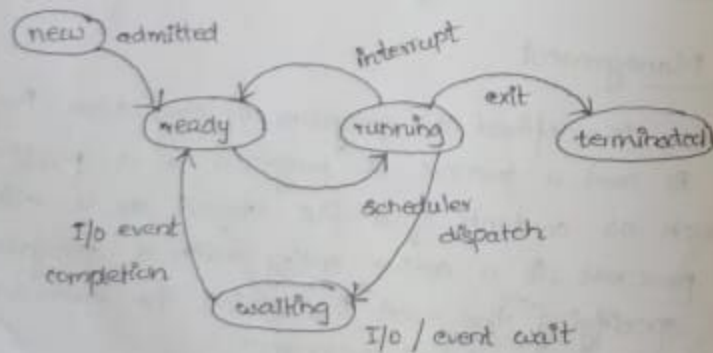 new
admitted
interrupt
exit
ready
running
terminated
scheduler
dispatch
I/o event
completion
waiting
I/o / event wait